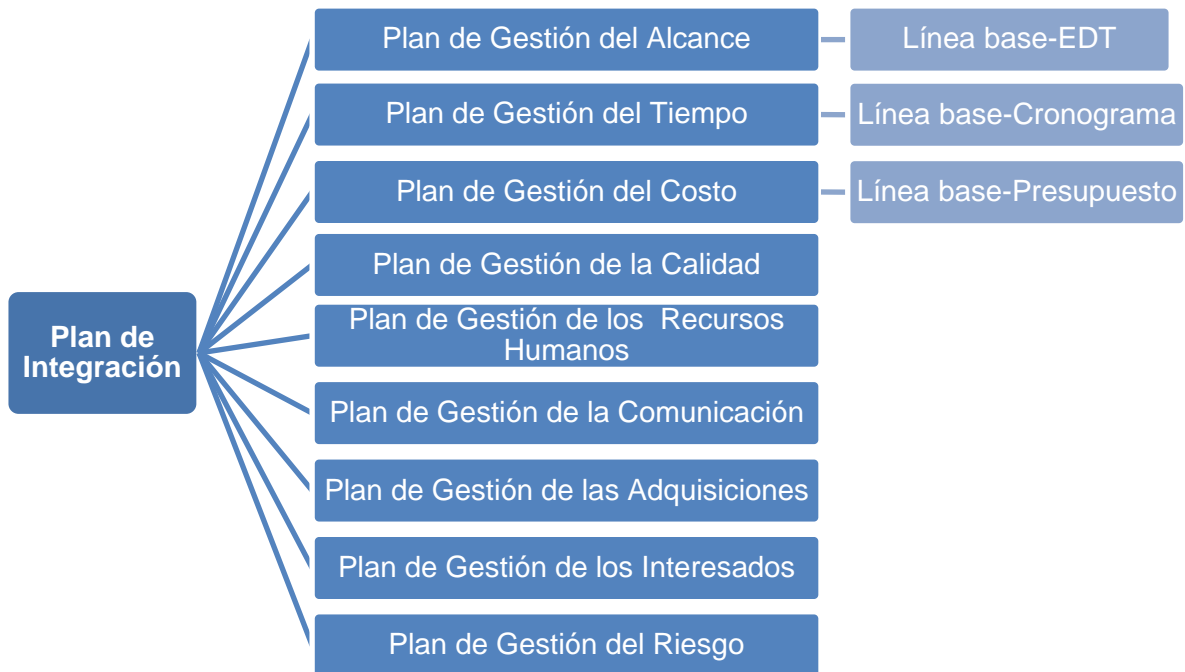 Plan de Gestión del Alcance
Línea base-EDT
Plan de Gestión del Tiempo
Línea base-Cronograma
Plan de Gestión del Costo
Línea base-Presupuesto
Plan de Gestión de la Calidad
Plan de Gestión de los  Recursos
Humanos
Plan de
Integración
Plan de Gestión de la Comunicación
Plan de Gestión de las Adquisiciones
Plan de Gestión de los Interesados
Plan de Gestión del Riesgo